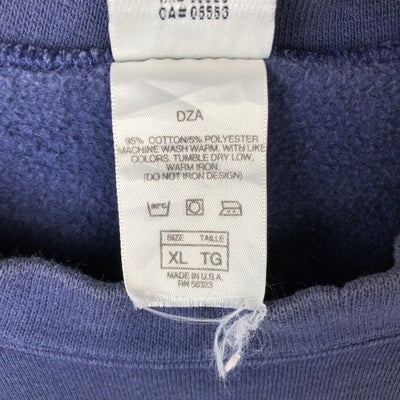 CA# 05553
DZA
95% COTTON/5% POLYESTER
MACHINE WASH WARM, WITH LIKE
COLORS, TUMBLE DRY LOW,
WARM IRON.
(DO NOT IRON DESIGN)
SIZE TAILLE
XL TG
MADE IN U.S.A.
RN 56323